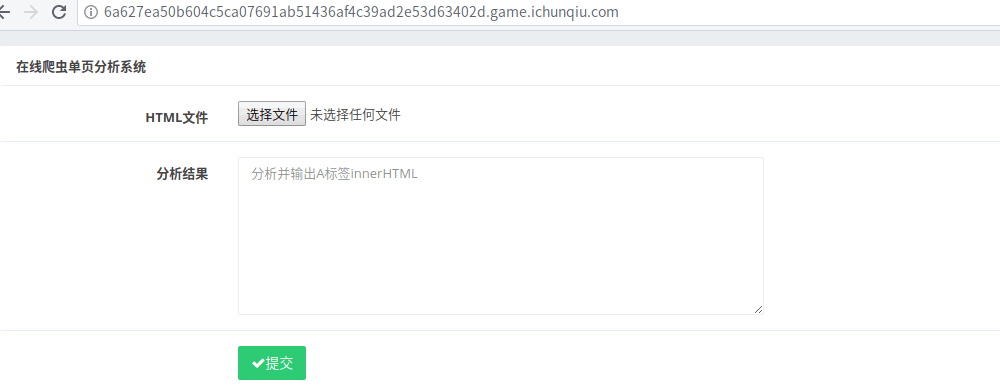 6a627ea50b604c5ca07691ab51436af4c39ad2e53d63402d.game.ichunqiu.com
在线爬虫单页分析系统
HTML文件 选择文件 未选择任何文件
分析结果 分析并输出A标签innerHTML
提交